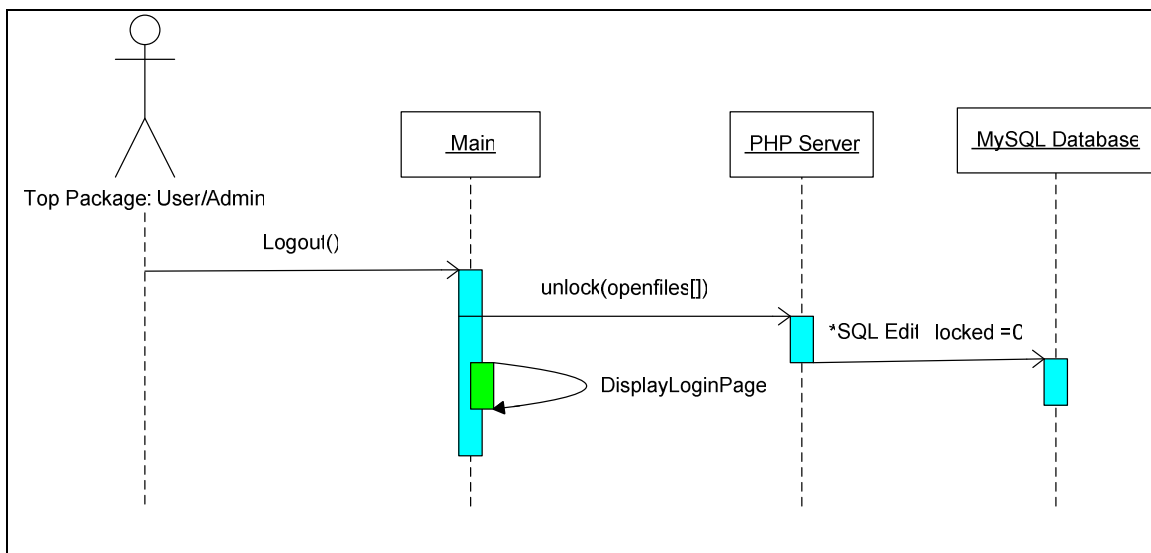 Main
PHP Server
MySQL Database
Top Package: User/Admin
Logout()
unlock(openfiles[])
*SQL Edit locked =0
DisplayLoginPage